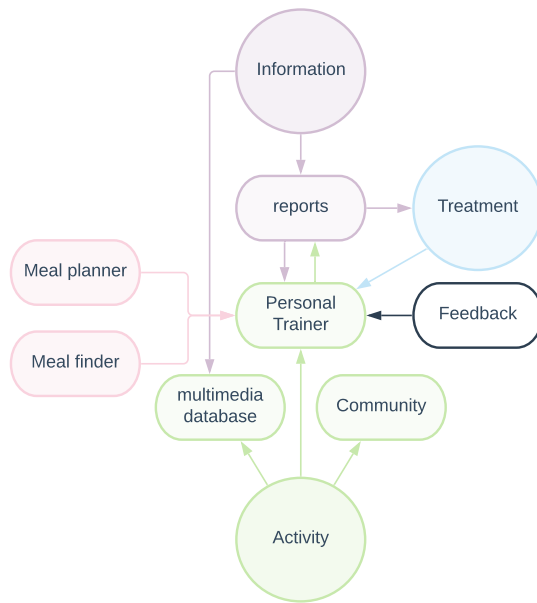 Information
reports
Treatment
Meal planner
Personal
Trainer
Feedback
Meal finder
multimedia
database
Community
Activity